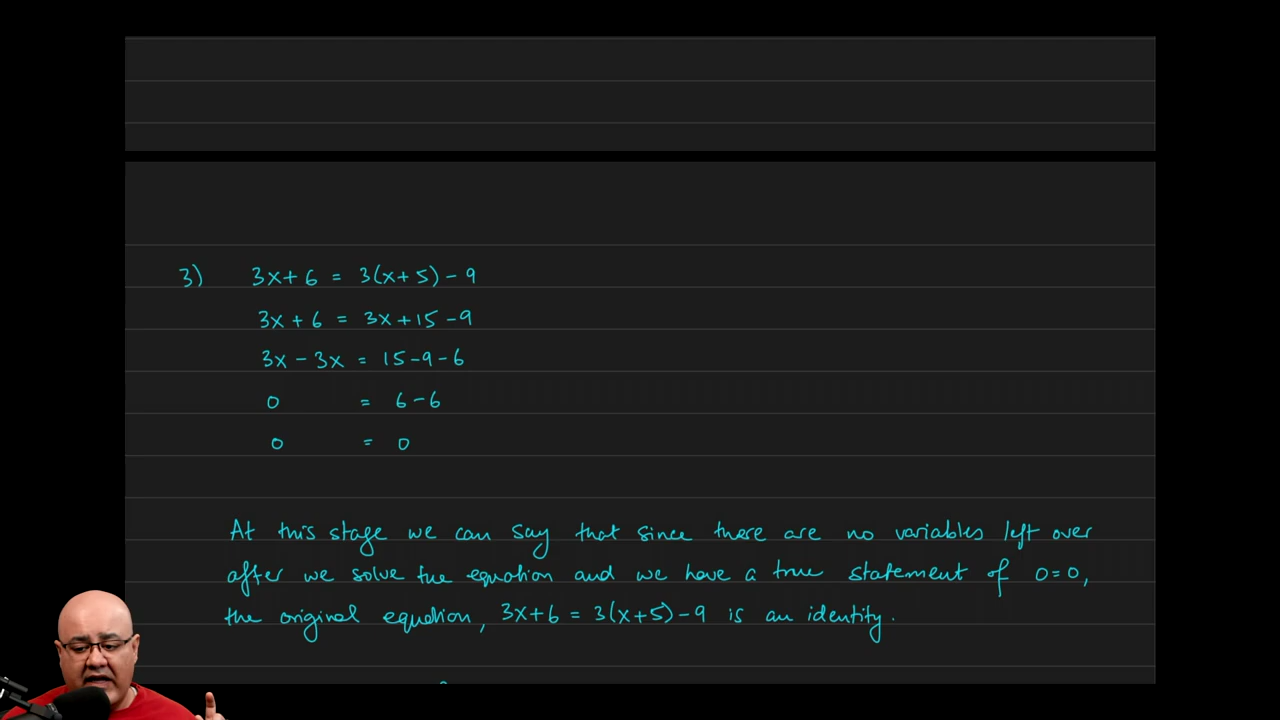 3) 3x + 6 = 3(x + 5) - 9
3x + 6 = 3x + 15 - 9
3x - 3x = 15 - 9 - 6
0 = 6 - 6
0 = 0
At this stage we can say that since there are no variables left over
after we solve the equation and we have a true statement of 0=0,
the original equation, 3x+6 = 3(x+5)-9 is an identity.